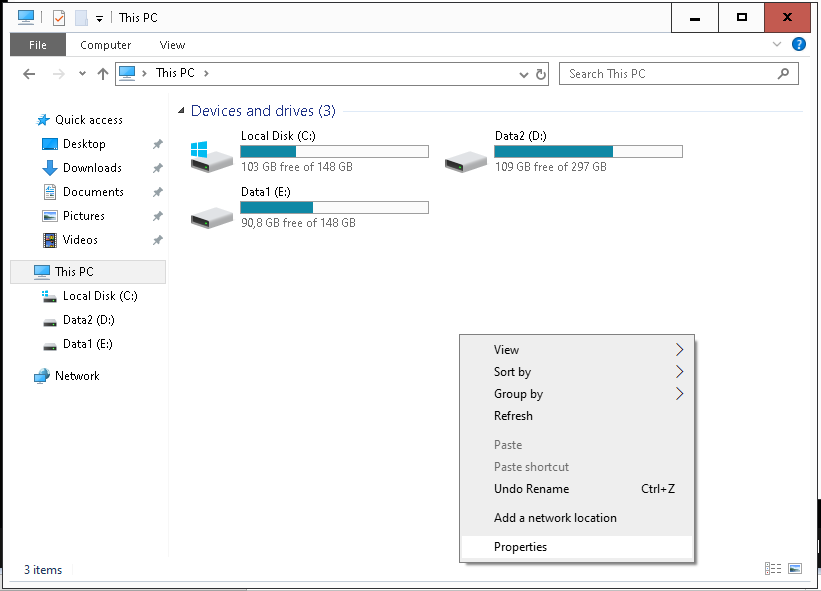 This PC
File Computer View
This PC
Search This PC
Quick access
Desktop
Downloads
Documents
Pictures
Videos
This PC
Local Disk (C:)
Data2 (D:)
Data1 (E:)
Network
Devices and drives (3)
Local Disk (C:)
103 GB free of 148 GB
Data2 (D:)
109 GB free of 297 GB
Data1 (E:)
90,8 GB free of 148 GB
View
Sort by
Group by
Refresh
Paste
Paste shortcut
Undo Rename Ctrl+Z
Add a network location
Properties
3 items